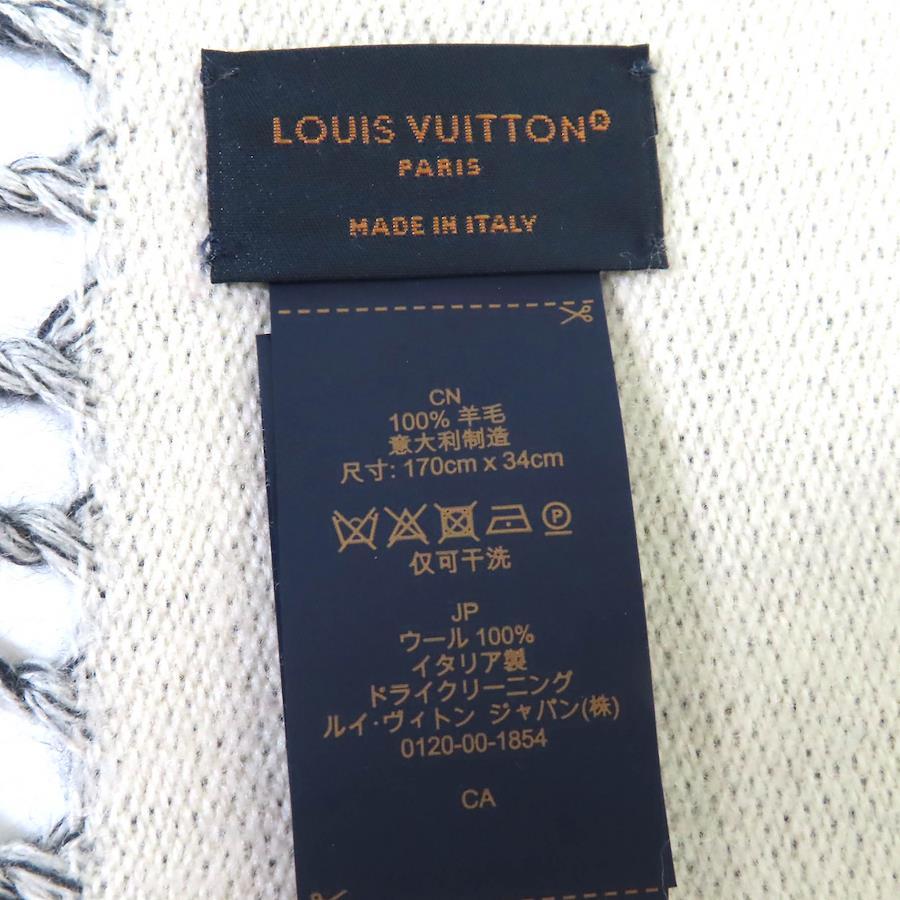 LOUIS VUITTON®
PARIS
MADE IN ITALY
CN
100% 羊毛
意大利制造
尺寸: 170cm x 34cm
P
仅可干洗
JP
ウール 100%
イタリア製
ドライクリーニング
ルイ·ヴィトン ジャパン(株)
0120-00-1854
CA